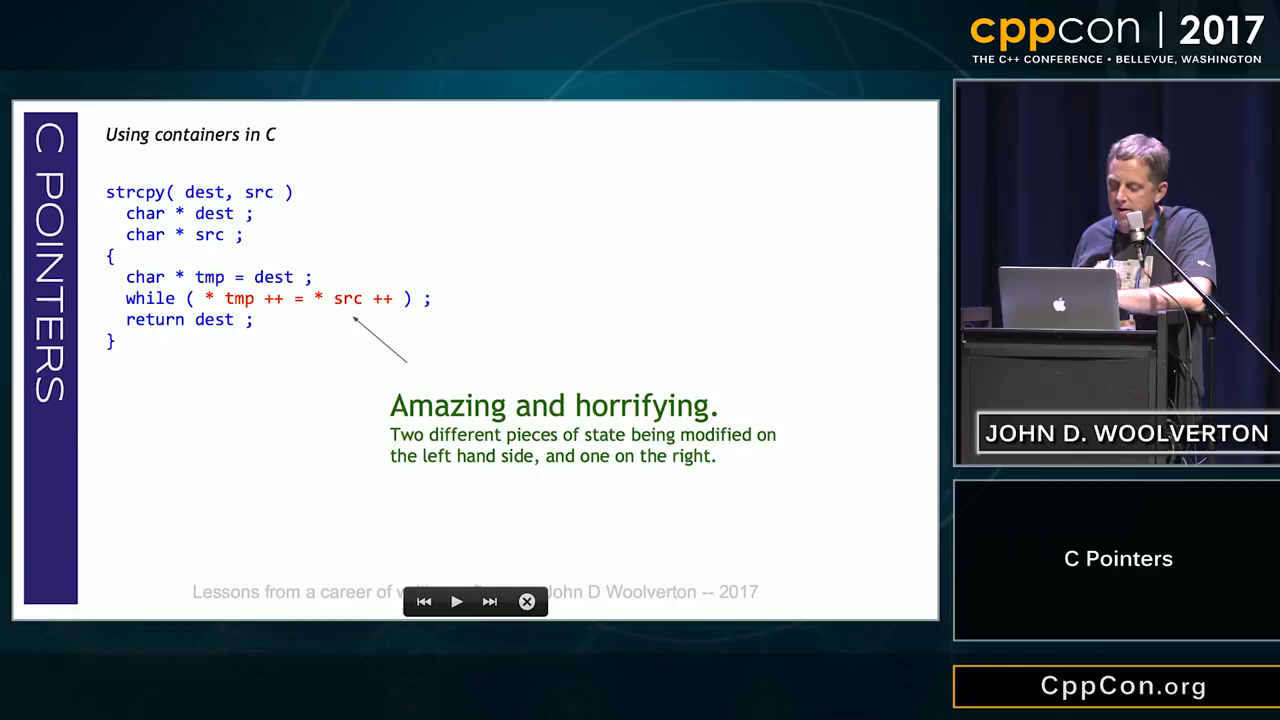 cppcon | 2017
THE C++ CONFERENCE • BELLEVUE, WASHINGTON
C POINTERS
Using containers in C
strcpy( dest, src )
char * dest ;
char * src ;
{
char * tmp = dest ;
while ( * tmp ++ = * src ++ ) ;
return dest ;
}
Amazing and horrifying.
Two different pieces of state being modified on
the left hand side, and one on the right.
Lessons from a career of John D Woolverton -- 2017
JOHN D. WOOLVERTON
C Pointers
CppCon.org